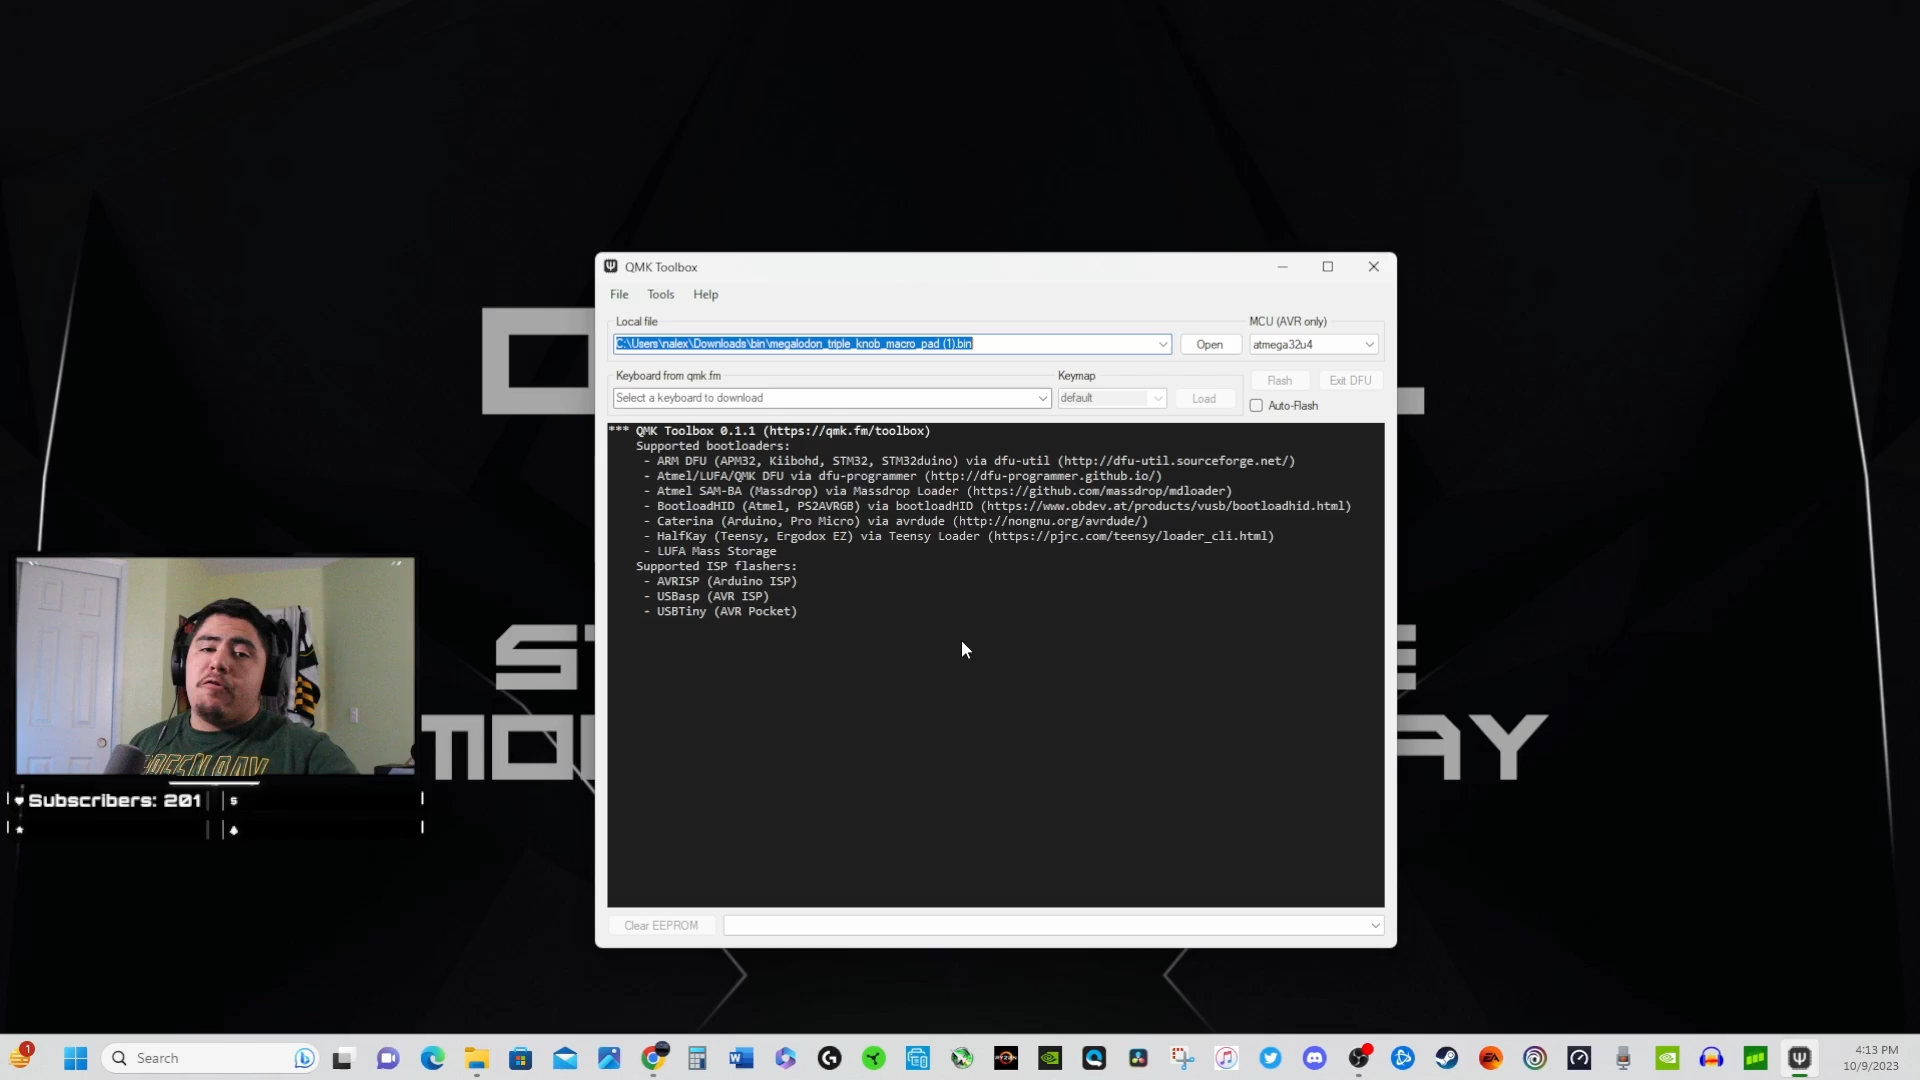 QMK Toolbox
File Tools Help
Local file
MCU (AVR only)
C:\Users\nalex\Downloads\bin\megalodon_triple_knob_macro_pad (1).bin
Open
atmega32u4
Keyboard from qmk.fm
Keymap
Flash
Exit DFU
Select a keyboard to download
default
Load
Auto-Flash
*** QMK Toolbox 0.1.1 (https://qmk.fm/toolbox)
Supported bootloaders:
- ARM DFU (APM32, Kiibohd, STM32, STM32duino) via dfu-util (http://dfu-util.sourceforge.net/)
- Atmel/LUFA/QMK DFU via dfu-programmer (http://dfu-programmer.github.io/)
- Atmel SAM-BA (Massdrop) via Massdrop Loader (https://github.com/massdrop/mdloader)
- BootloadHID (Atmel, PS2AVRGB) via bootloadHID (https://www.obdev.at/products/vusb/bootloadhid.html)
- Caterina (Arduino, Pro Micro) via avrdude (http://nongnu.org/avrdude/)
- HalfKay (Teensy, Ergodox EZ) via Teensy Loader (https://pjrc.com/teensy/loader_cli.html)
- LUFA Mass Storage
Supported ISP flashers:
- AVRISP (Arduino ISP)
- USBasp (AVR ISP)
- USBTiny (AVR Pocket)
Clear EEPROM
Subscribers: 201
Search
4:13 PM
10/9/2023